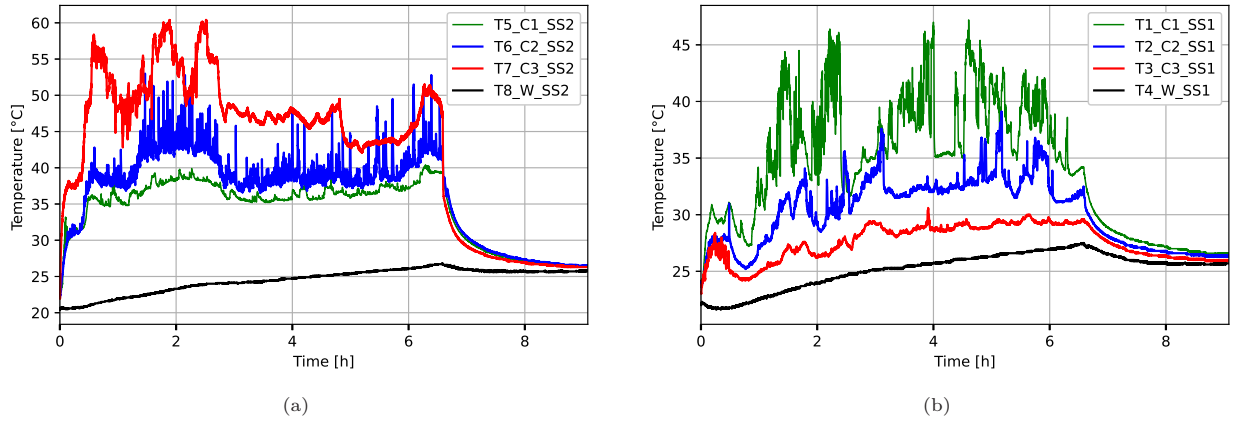 60
55
50
45
40
35
30
25
20
Temperature [°C]
0
2
4
6
8
Time [h]
T5_C1_SS2
T6_C2_SS2
T7_C3_SS2
T8_W_SS2
(a)
45
40
35
30
25
Temperature [°C]
0
2
4
6
8
Time [h]
T1_C1_SS1
T2_C2_SS1
T3_C3_SS1
T4_W_SS1
(b)